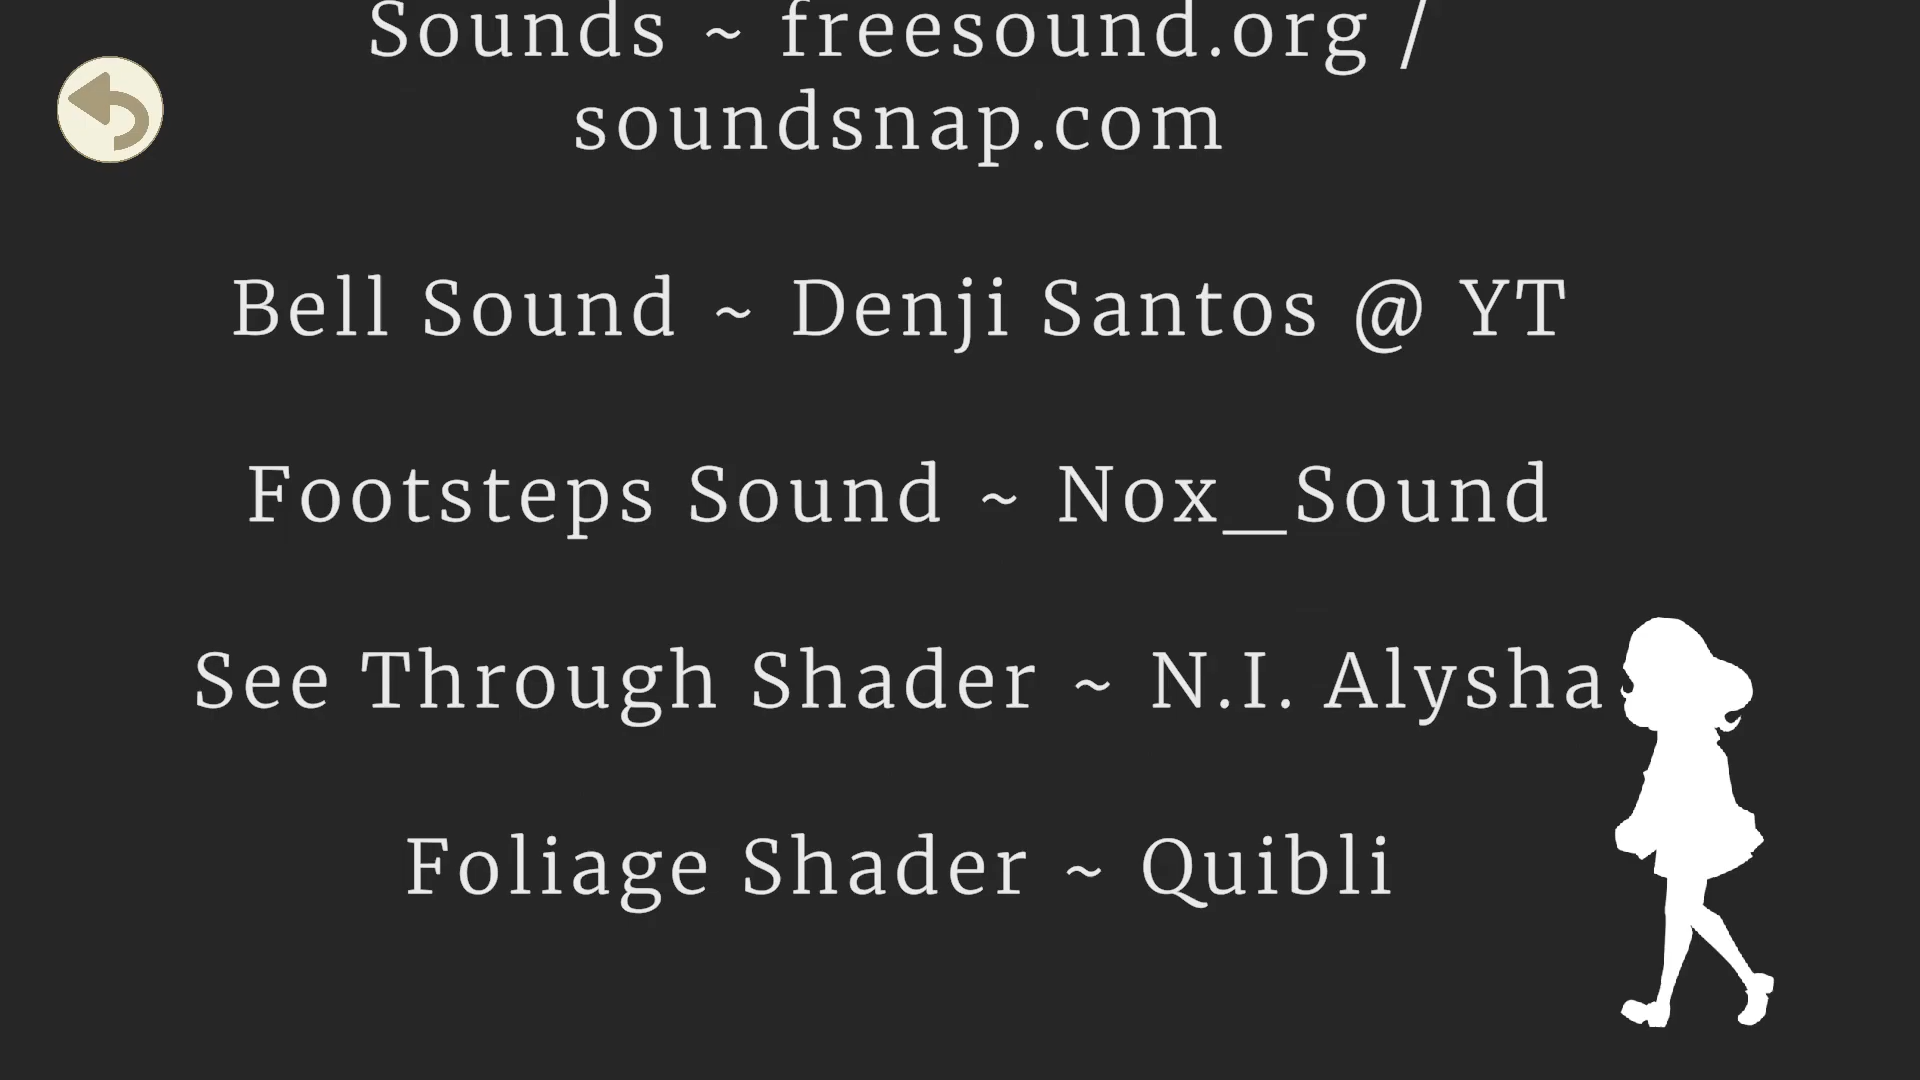 Sounds ~ freesound.org /
soundsnap.com
Bell Sound ~ Denji Santos @ YT
Footsteps Sound ~ Nox_Sound
See Through Shader ~ N.I. Alysha
Foliage Shader ~ Quibli